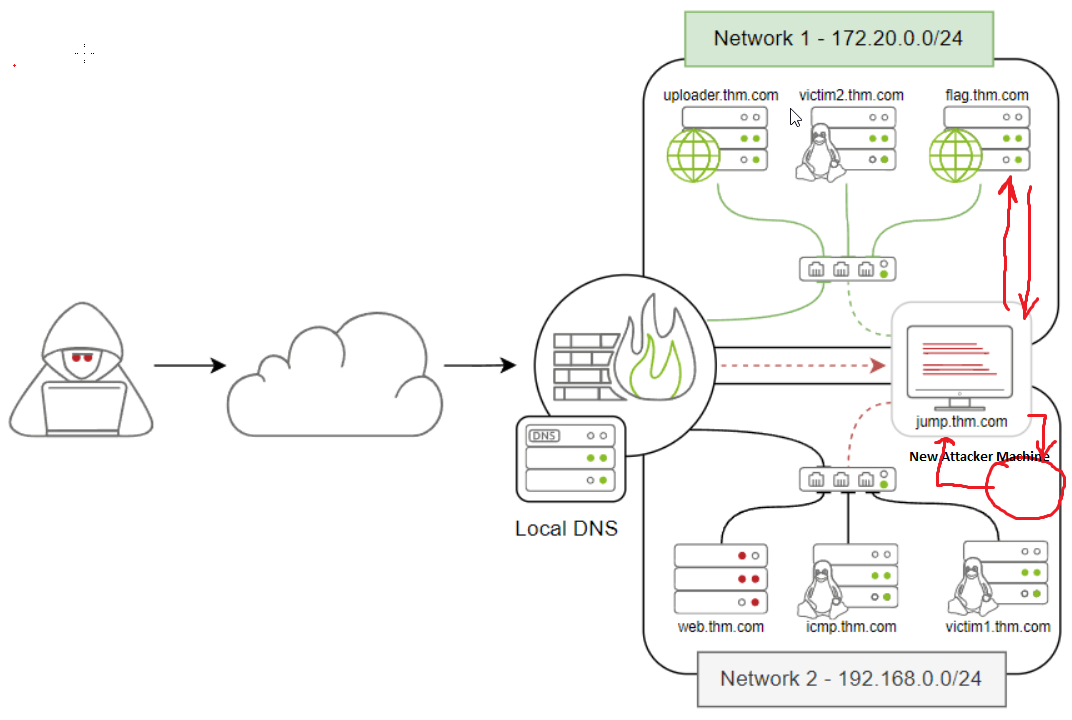 Network 1 - 172.20.0.0/24
uploader.thm.com
victim2.thm.com
flag.thm.com
DNS
Local DNS
jump.thm.com
New Attacker Machine
web.thm.com
icmp.thm.com
victim1.thm.com
Network 2 - 192.168.0.0/24